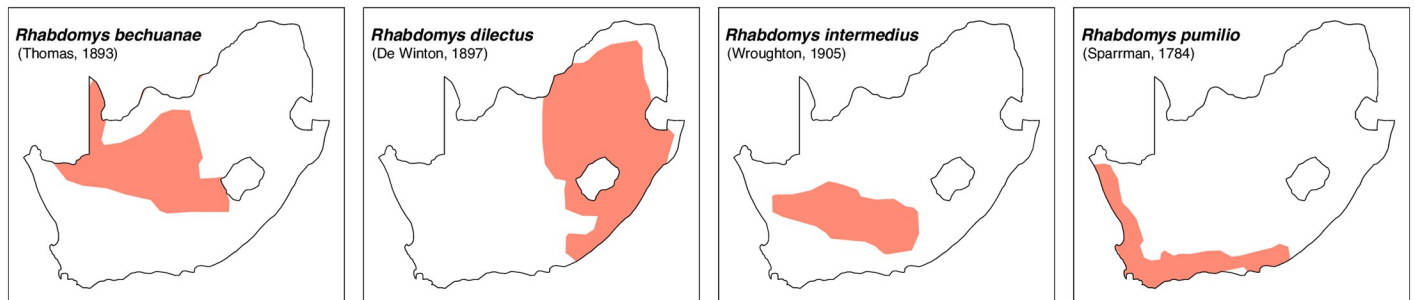 Rhabdomys bechuanae
(Thomas, 1893)
Rhabdomys dilectus
(De Winton, 1897)
Rhabdomys intermedius
(Wroughton, 1905)
Rhabdomys pumilio
(Sparrman, 1784)